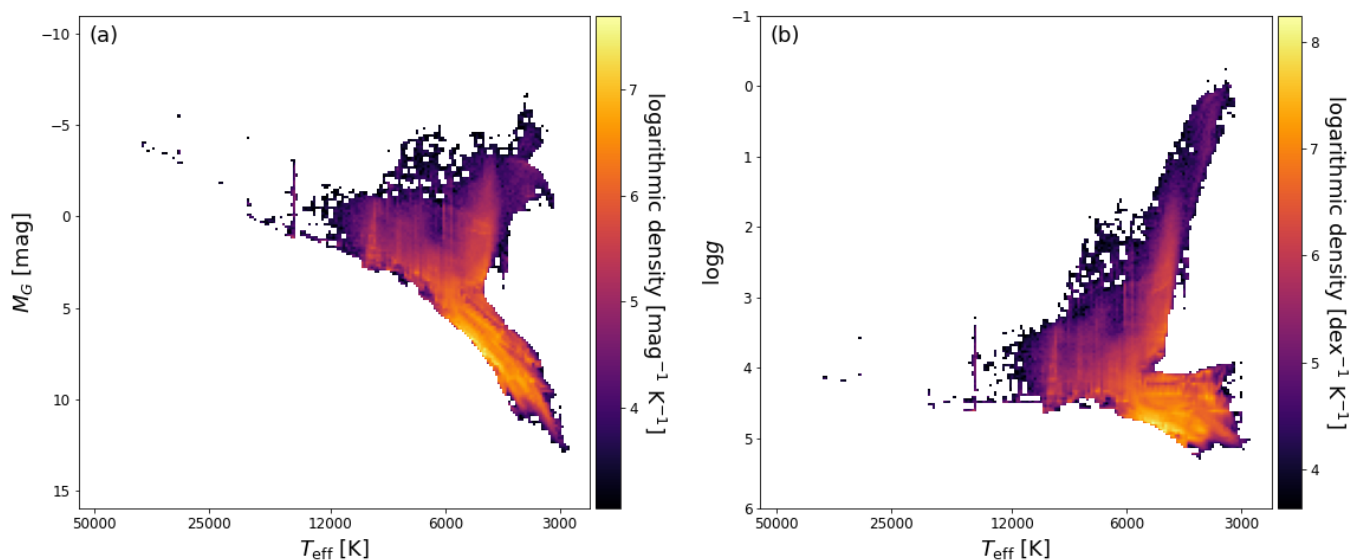 (a)
−10
−5
0
5
10
15
M_G [mag]
50000 25000 12000 6000 3000
T_eff [K]
7
6
5
4
logarithmic density [mag⁻¹ K⁻¹]
(b)
−1
0
1
2
3
4
5
6
logg
50000 25000 12000 6000 3000
T_eff [K]
8
7
6
5
4
logarithmic density [dex⁻¹ K⁻¹]